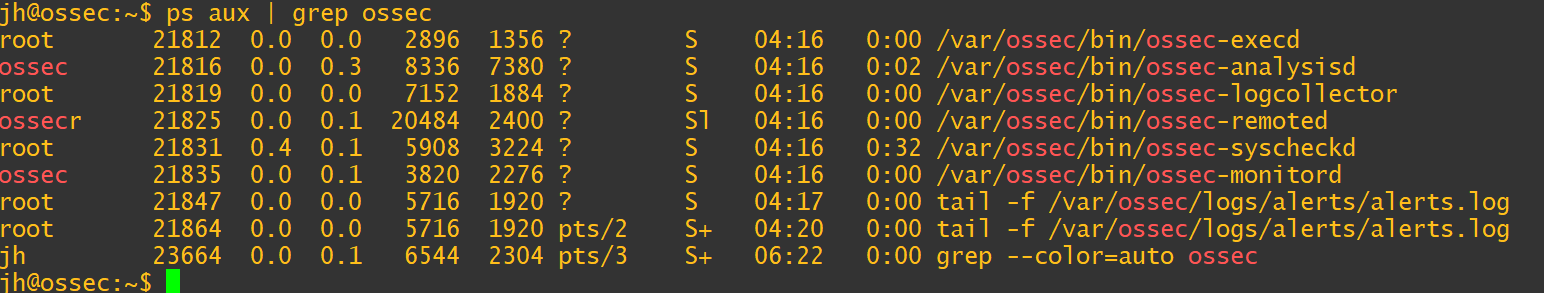 jh@ossec:~$ ps aux | grep ossec
root      21812  0.0  0.0   2896  1356 ?        S    04:16   0:00 /var/ossec/bin/ossec-execd
ossec     21816  0.0  0.3   8336  7380 ?        S    04:16   0:02 /var/ossec/bin/ossec-analysisd
root      21819  0.0  0.0   7152  1884 ?        S    04:16   0:00 /var/ossec/bin/ossec-logcollector
ossecr    21825  0.0  0.1  20484  2400 ?        Sl   04:16   0:00 /var/ossec/bin/ossec-remoted
root      21831  0.4  0.1   5908  3224 ?        S    04:16   0:32 /var/ossec/bin/ossec-syscheckd
ossec     21835  0.0  0.1   3820  2276 ?        S    04:16   0:00 /var/ossec/bin/ossec-monitord
root      21847  0.0  0.0   5716  1920 ?        S    04:17   0:00 tail -f /var/ossec/logs/alerts/alerts.log
root      21864  0.0  0.0   5716  1920 pts/2    S+   04:20   0:00 tail -f /var/ossec/logs/alerts/alerts.log
jh        23664  0.0  0.1   6544  2304 pts/3    S+   06:22   0:00 grep --color=auto ossec
jh@ossec:~$